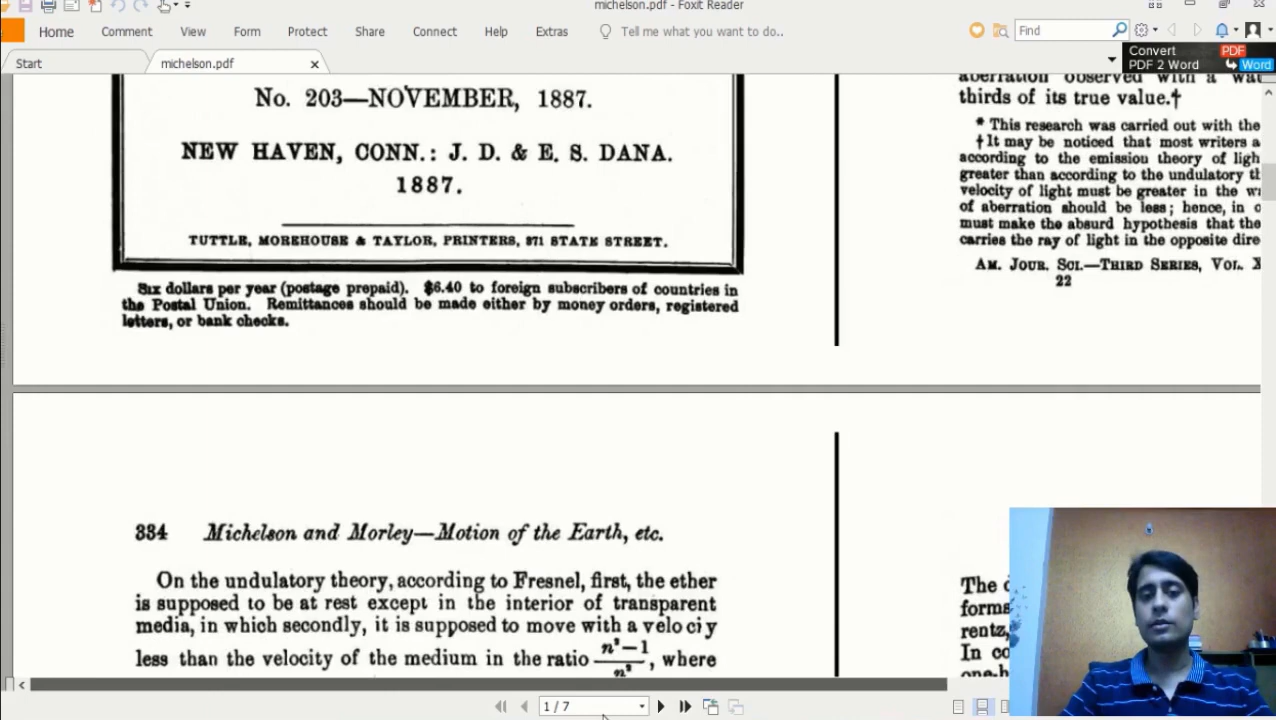 michelson.pdf - Foxit Reader
Home Comment View Form Protect Share Connect Help Extras Tell me what you want to do.. Find
Start michelson.pdf
Convert PDF
PDF 2 Word Word
No. 203—NOVEMBER, 1887.
NEW HAVEN, CONN.: J. D. & E. S. DANA.
1887.
TUTTLE, MOREHOUSE & TAYLOR, PRINTERS, 371 STATE STREET.
Six dollars per year (postage prepaid). $6.40 to foreign subscribers of countries in
the Postal Union. Remittances should be made either by money orders, registered
letters, or bank checks.
aberration observed with a
thirds of its true value.†
* This research was carried out with the
† It may be noticed that most writers
according to the emission theory of
greater than according to the undulatory
velocity of light must be greater in the
of aberration should be less; hence, in
must make the absurd hypothesis that the
carries the ray of light in the opposite
AM. JOUR. SCI.—THIRD SERIES, VOL.
22
334 Michelson and Morley—Motion of the Earth, etc.
On the undulatory theory, according to Fresnel, first, the ether
is supposed to be at rest except in the interior of transparent
media, in which secondly, it is supposed to move with a velociy
less than the velocity of the medium in the ratio n²−1/n², where
The
In
1 / 7